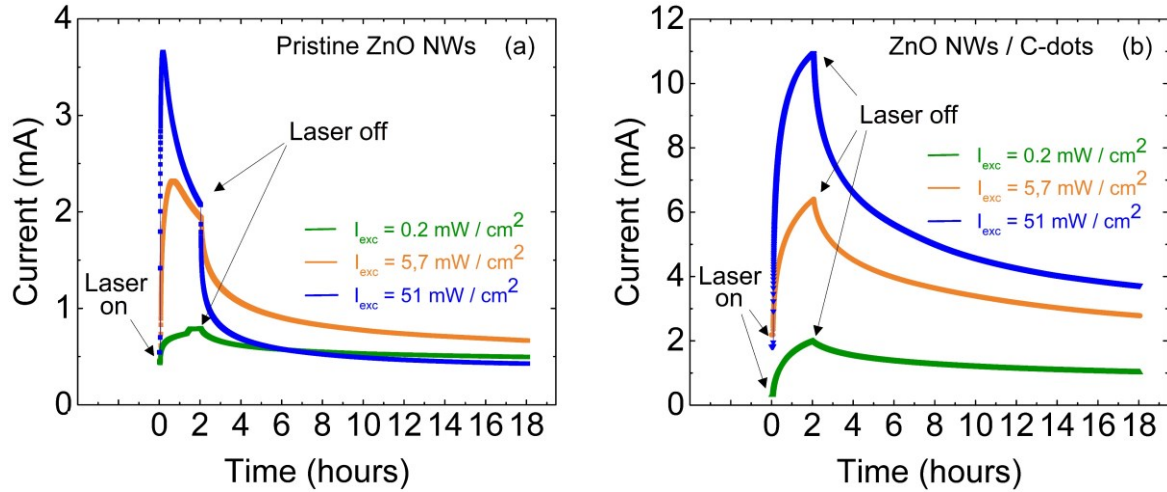 Pristine ZnO NWs (a)
Current (mA)
4
3
2
1
0
Laser off
Laser
on
I_exc = 0.2 mW / cm²
I_exc = 5,7 mW / cm²
I_exc = 51 mW / cm²
0 2 4 6 8 10 12 14 16 18
Time (hours)
ZnO NWs / C-dots (b)
Current (mA)
12
10
8
6
4
2
0
Laser off
Laser
on
I_exc = 0.2 mW / cm²
I_exc = 5,7 mW / cm²
I_exc = 51 mW / cm²
0 2 4 6 8 10 12 14 16 18
Time (hours)